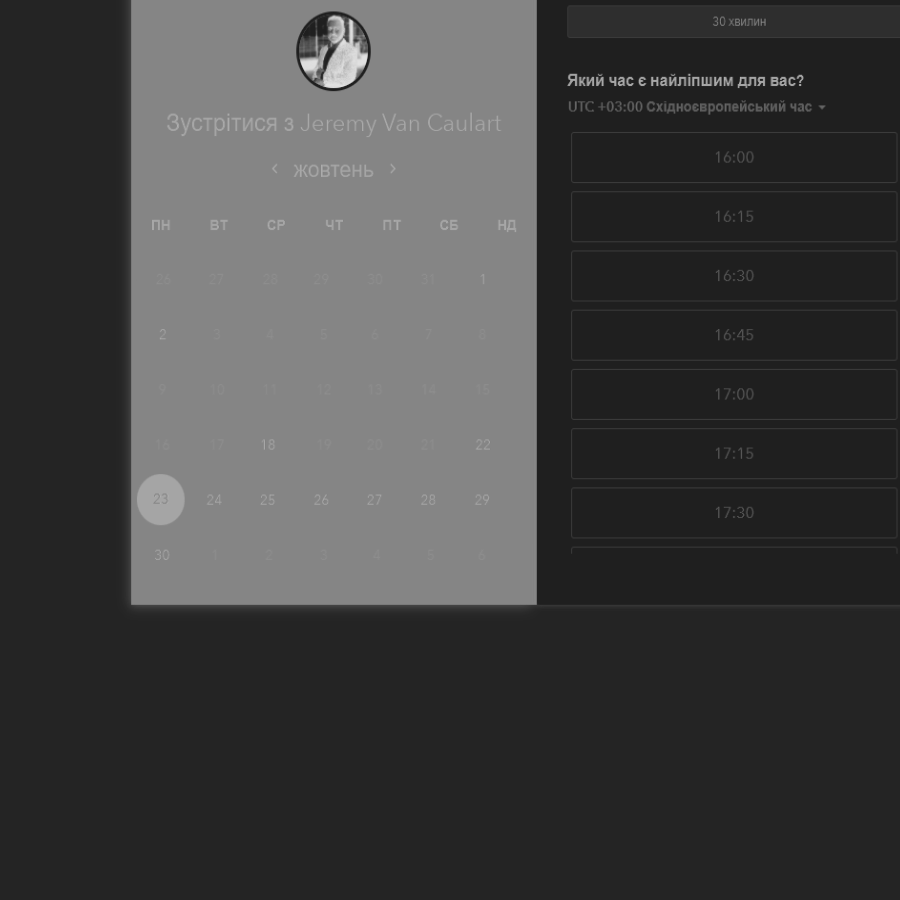 Зустрітися з Jeremy Van Caulart
жовтень
ПН ВТ СР ЧТ ПТ СБ НД
26 27 28 29 30 31 1
2 3 4 5 6 7 8
9 10 11 12 13 14 15
16 17 18 19 20 21 22
23 24 25 26 27 28 29
30 1 2 3 4 5 6
30 хвилин
Який час є найліпшим для вас?
UTC +03:00 Східноєвропейський час
16:00
16:15
16:30
16:45
17:00
17:15
17:30